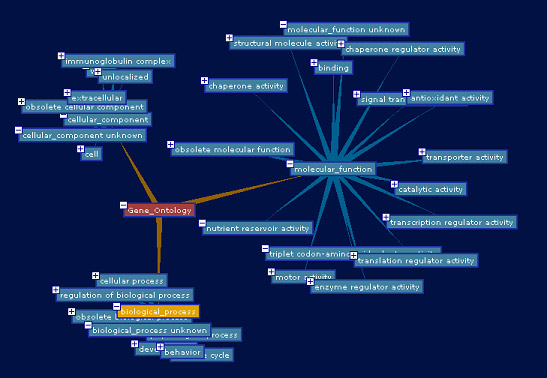 molecular_function unknown
structural molecule activi
chaperone regulator activity
immunoglobulin complex
binding
unlocalized
chaperone activity
extracellular
signal tran
antioxidant activity
obsolete cellular component
cellular_component
cellular_component unknown
cell
obsolete molecular function
transporter activity
molecular_function
catalytic activity
Gene_Ontology
nutrient reservoir activity
transcription regulator activity
triplet codon-amino
translation regulator activity
motor activity
cellular process
enzyme regulator activity
regulation of biological process
biological_process
obsolete
biological_process unknown
process
behavior
cycle